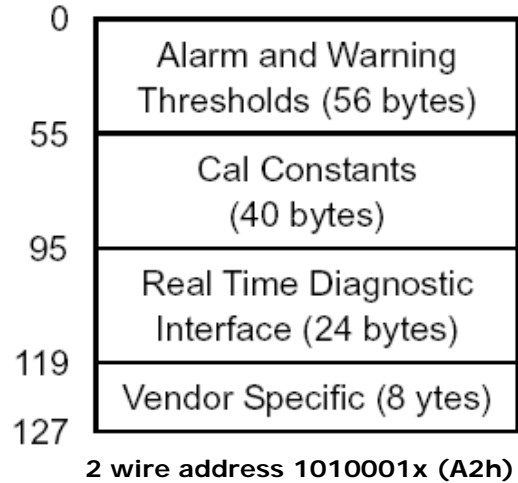 0
Alarm and Warning
Thresholds (56 bytes)
55
Cal Constants
(40 bytes)
95
Real Time Diagnostic
Interface (24 bytes)
119
Vendor Specific (8 ytes)
127
2 wire address 1010001x (A2h)